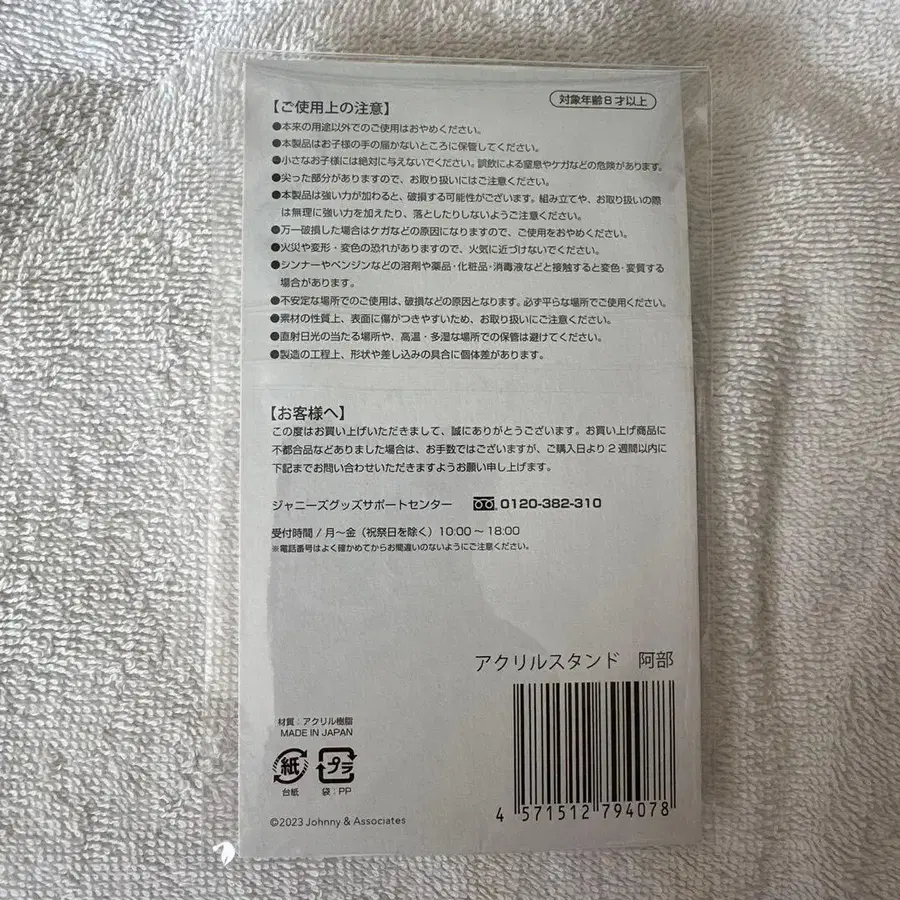 【ご使用上の注意】
対象年齢8才以上
●本来の用途以外でのご使用はおやめください。
●本製品はお子様の手の届かないところに保管してください。
●小さなお子様には絶対に与えないでください。誤飲による窒息やケガなどの危険があります。
●尖った部分がありますので、お取り扱いにはご注意ください。
●本製品は強い力が加わると、破損する可能性がございます。組み立てや、お取り扱いの際
は無理に強い力を加えたり、落としたりしないようご注意ください。
●万一破損した場合はケガなどの原因になりますので、ご使用をおやめください。
●火災や変形・変色の恐れがありますので、火気に近づけないでください。
●シンナーやベンジンなどの溶剤や薬品・化粧品・消毒液などと接触すると変色・変質する
場合があります。
●不安定な場所でのご使用は、破損などの原因となります。必ず平らな場所でご使用ください。
●素材の性質上、表面に傷がつきやすいため、お取り扱いにご注意ください。
●直射日光の当たる場所や、高温・多湿な場所での保管は避けてください。
●製造の工程上、形状や差し込みの具合に個体差があります。
【お客様へ】
この度はお買い上げいただきまして、誠にありがとうございます。お買い上げ商品に
不都合品などありました場合は、お手数ではございますが、ご購入日より2週間以内に
下記までお問い合わせいただきますようお願い申し上げます。
ジャニーズグッズサポートセンター 0120-382-310
受付時間/月〜金（祝祭日を除く）10:00〜18:00
※電話番号はよく確かめてからお間違いのないようにご注意ください。
アクリルスタンド 阿部
材質：アクリル樹脂
MADE IN JAPAN
紙 プラ
台紙 袋：PP
©2023 Johnny & Associates
4 571512 794078